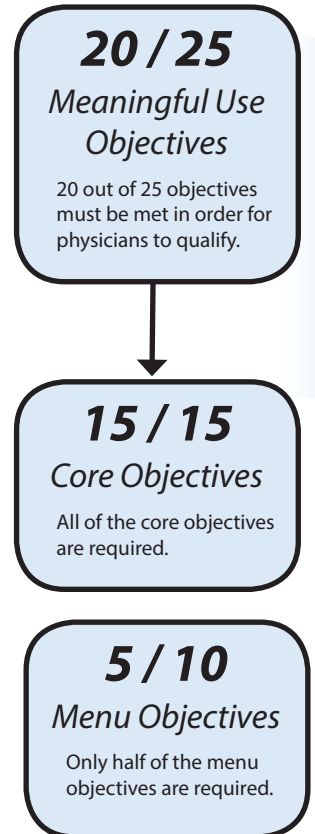 20 / 25
Meaningful Use
Objectives
20 out of 25 objectives
must be met in order for
physicians to qualify.
15 / 15
Core Objectives
All of the core objectives
are required.
5 / 10
Menu Objectives
Only half of the menu
objectives are required.